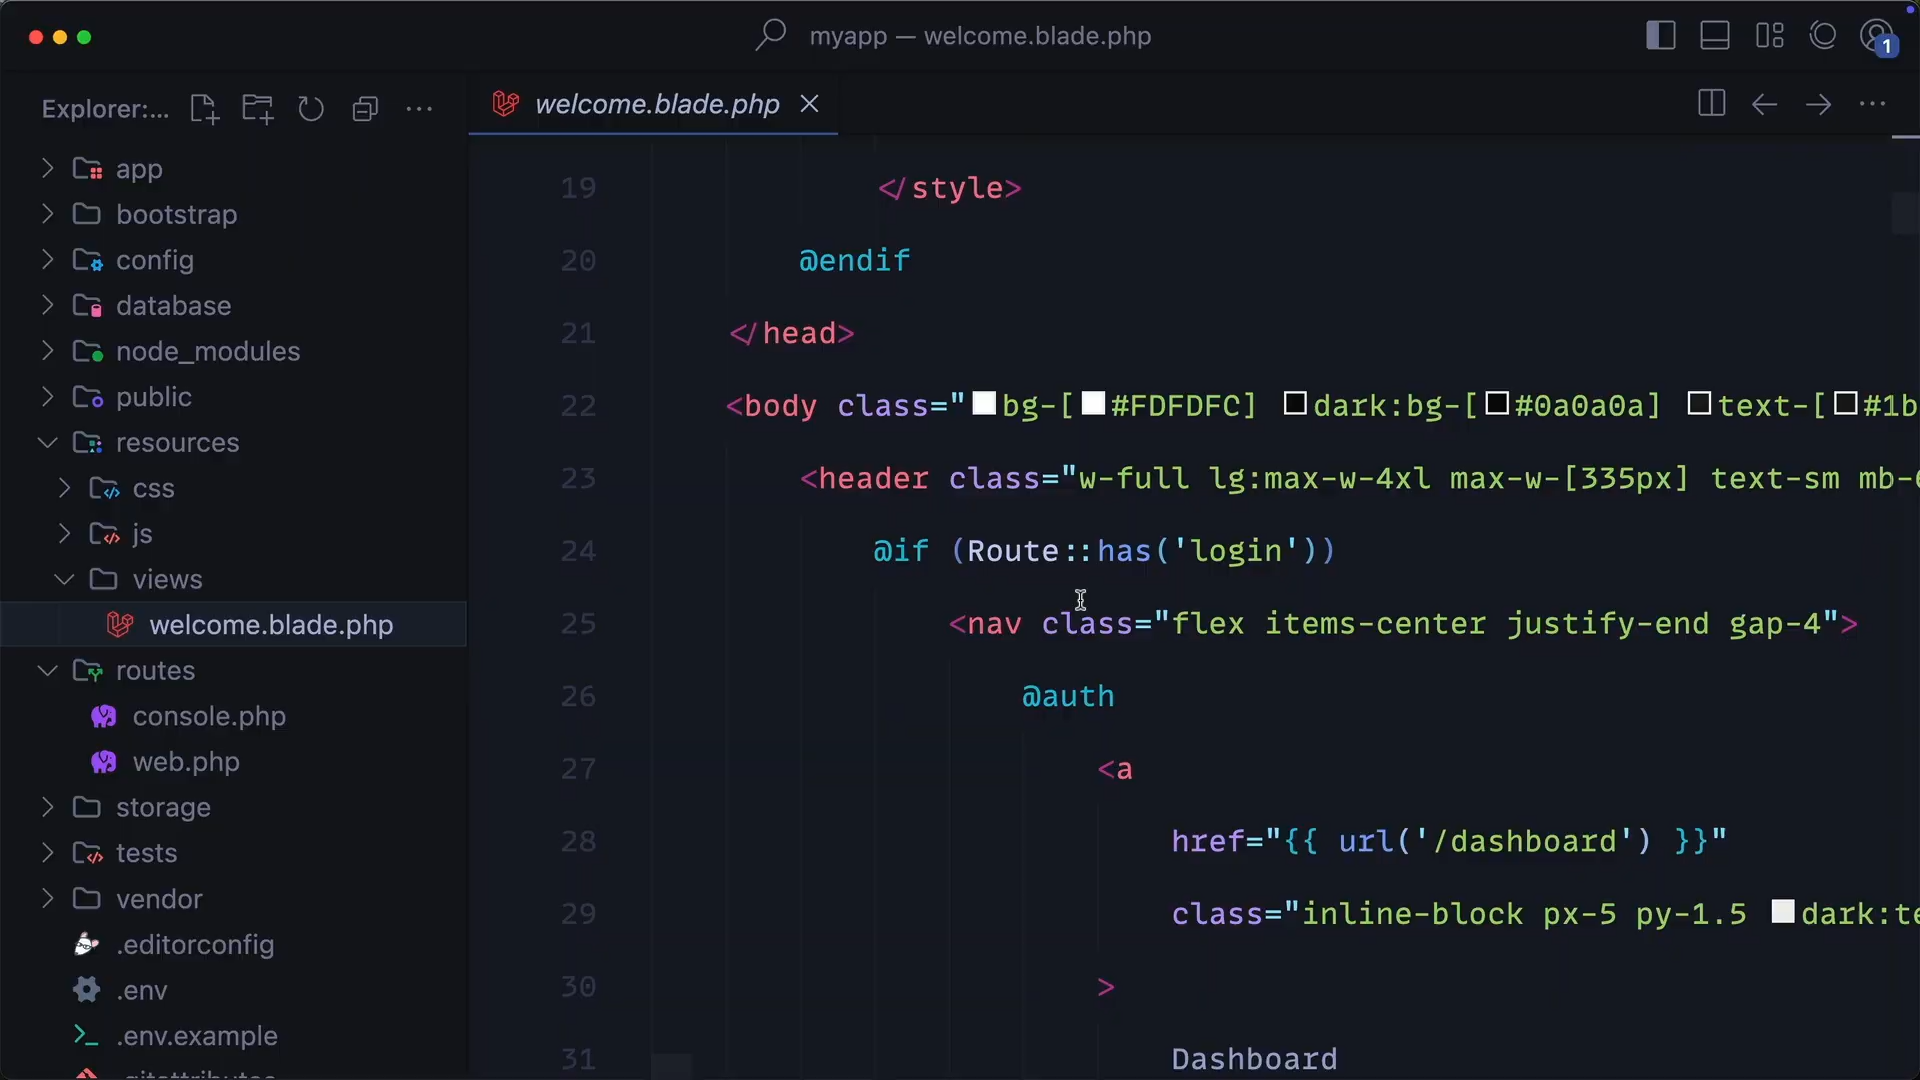 myapp — welcome.blade.php
1
Explorer:...
welcome.blade.php
app
bootstrap
config
database
node_modules
public
resources
css
js
views
welcome.blade.php
routes
console.php
web.php
storage
tests
vendor
.editorconfig
.env
.env.example
.gitattributes
19 </style>
20 @endif
21 </head>
22 <body class="bg-[#FDFDFC] dark:bg-[#0a0a0a] text-[#1b
23 <header class="w-full lg:max-w-4xl max-w-[335px] text-sm mb-6
24 @if (Route::has('login'))
25 <nav class="flex items-center justify-end gap-4">
26 @auth
27 <a
28 href="{{ url('/dashboard') }}"
29 class="inline-block px-5 py-1.5 dark:te
30 >
31 Dashboard